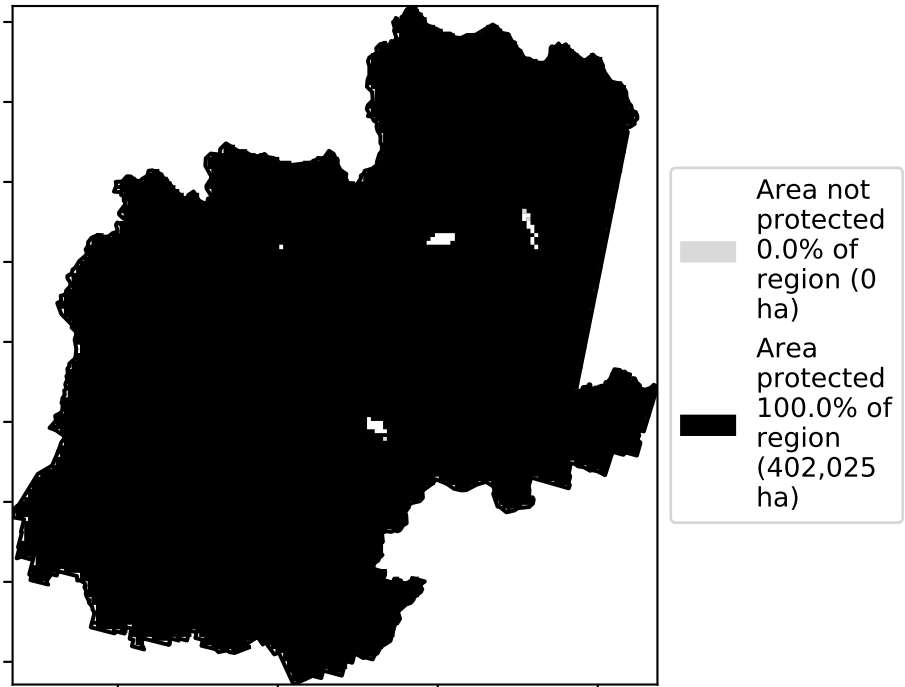 Area not
protected
0.0% of
region (0
ha)
Area
protected
100.0% of
region
(402,025
ha)